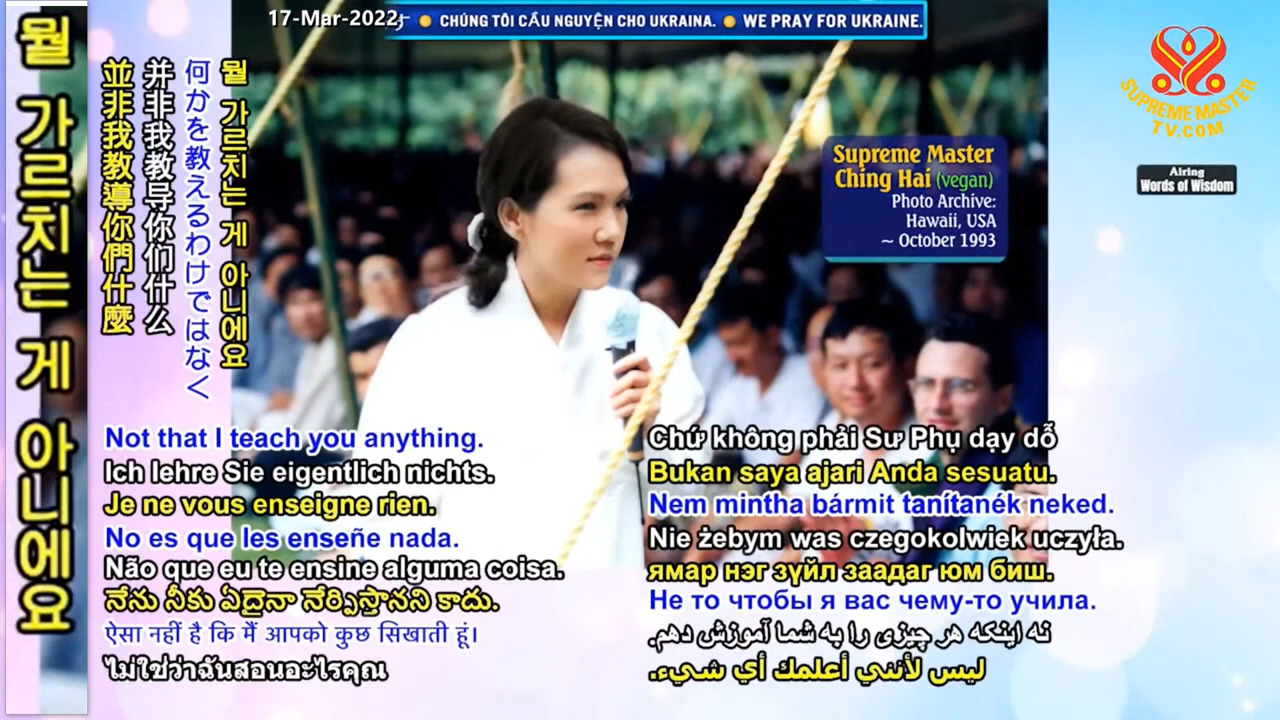 17-Mar-2022
CHÚNG TÔI CẦU NGUYỆN CHO UKRAINA. WE PRAY FOR UKRAINE.
SUPREME MASTER
TV.COM
Airing
Words of Wisdom
Supreme Master
Ching Hai (vegan)
Photo Archive:
Hawaii, USA
~ October 1993
뭘 가르치는 게 아니에요
뭘 가르치는 게 아니에요
何かを教えるわけではなく
并非我教导你们什么
並非我教導你們什麼
Not that I teach you anything.
Ich lehre Sie eigentlich nichts.
Je ne vous enseigne rien.
No es que les enseñe nada.
Não que eu te ensine alguma coisa.
నేను నీకు ఏదైనా నేర్పిస్తానని కాదు.
ऐसा नहीं है कि मैं आपको कुछ सिखाती हूं।
ไม่ใช่ว่าฉันสอนอะไรคุณ
Chứ không phải Sư Phụ dạy dỗ
Bukan saya ajari Anda sesuatu.
Nem mintha bármit tanítanék neked.
Nie żebym was czegokolwiek uczyła.
ямар нэг зүйл заадаг юм биш.
Не то чтобы я вас чему-то учила.
نه اینکه هر چیزی را به شما آموزش دهم.
ليس لأنني أعلمك أي شيء.